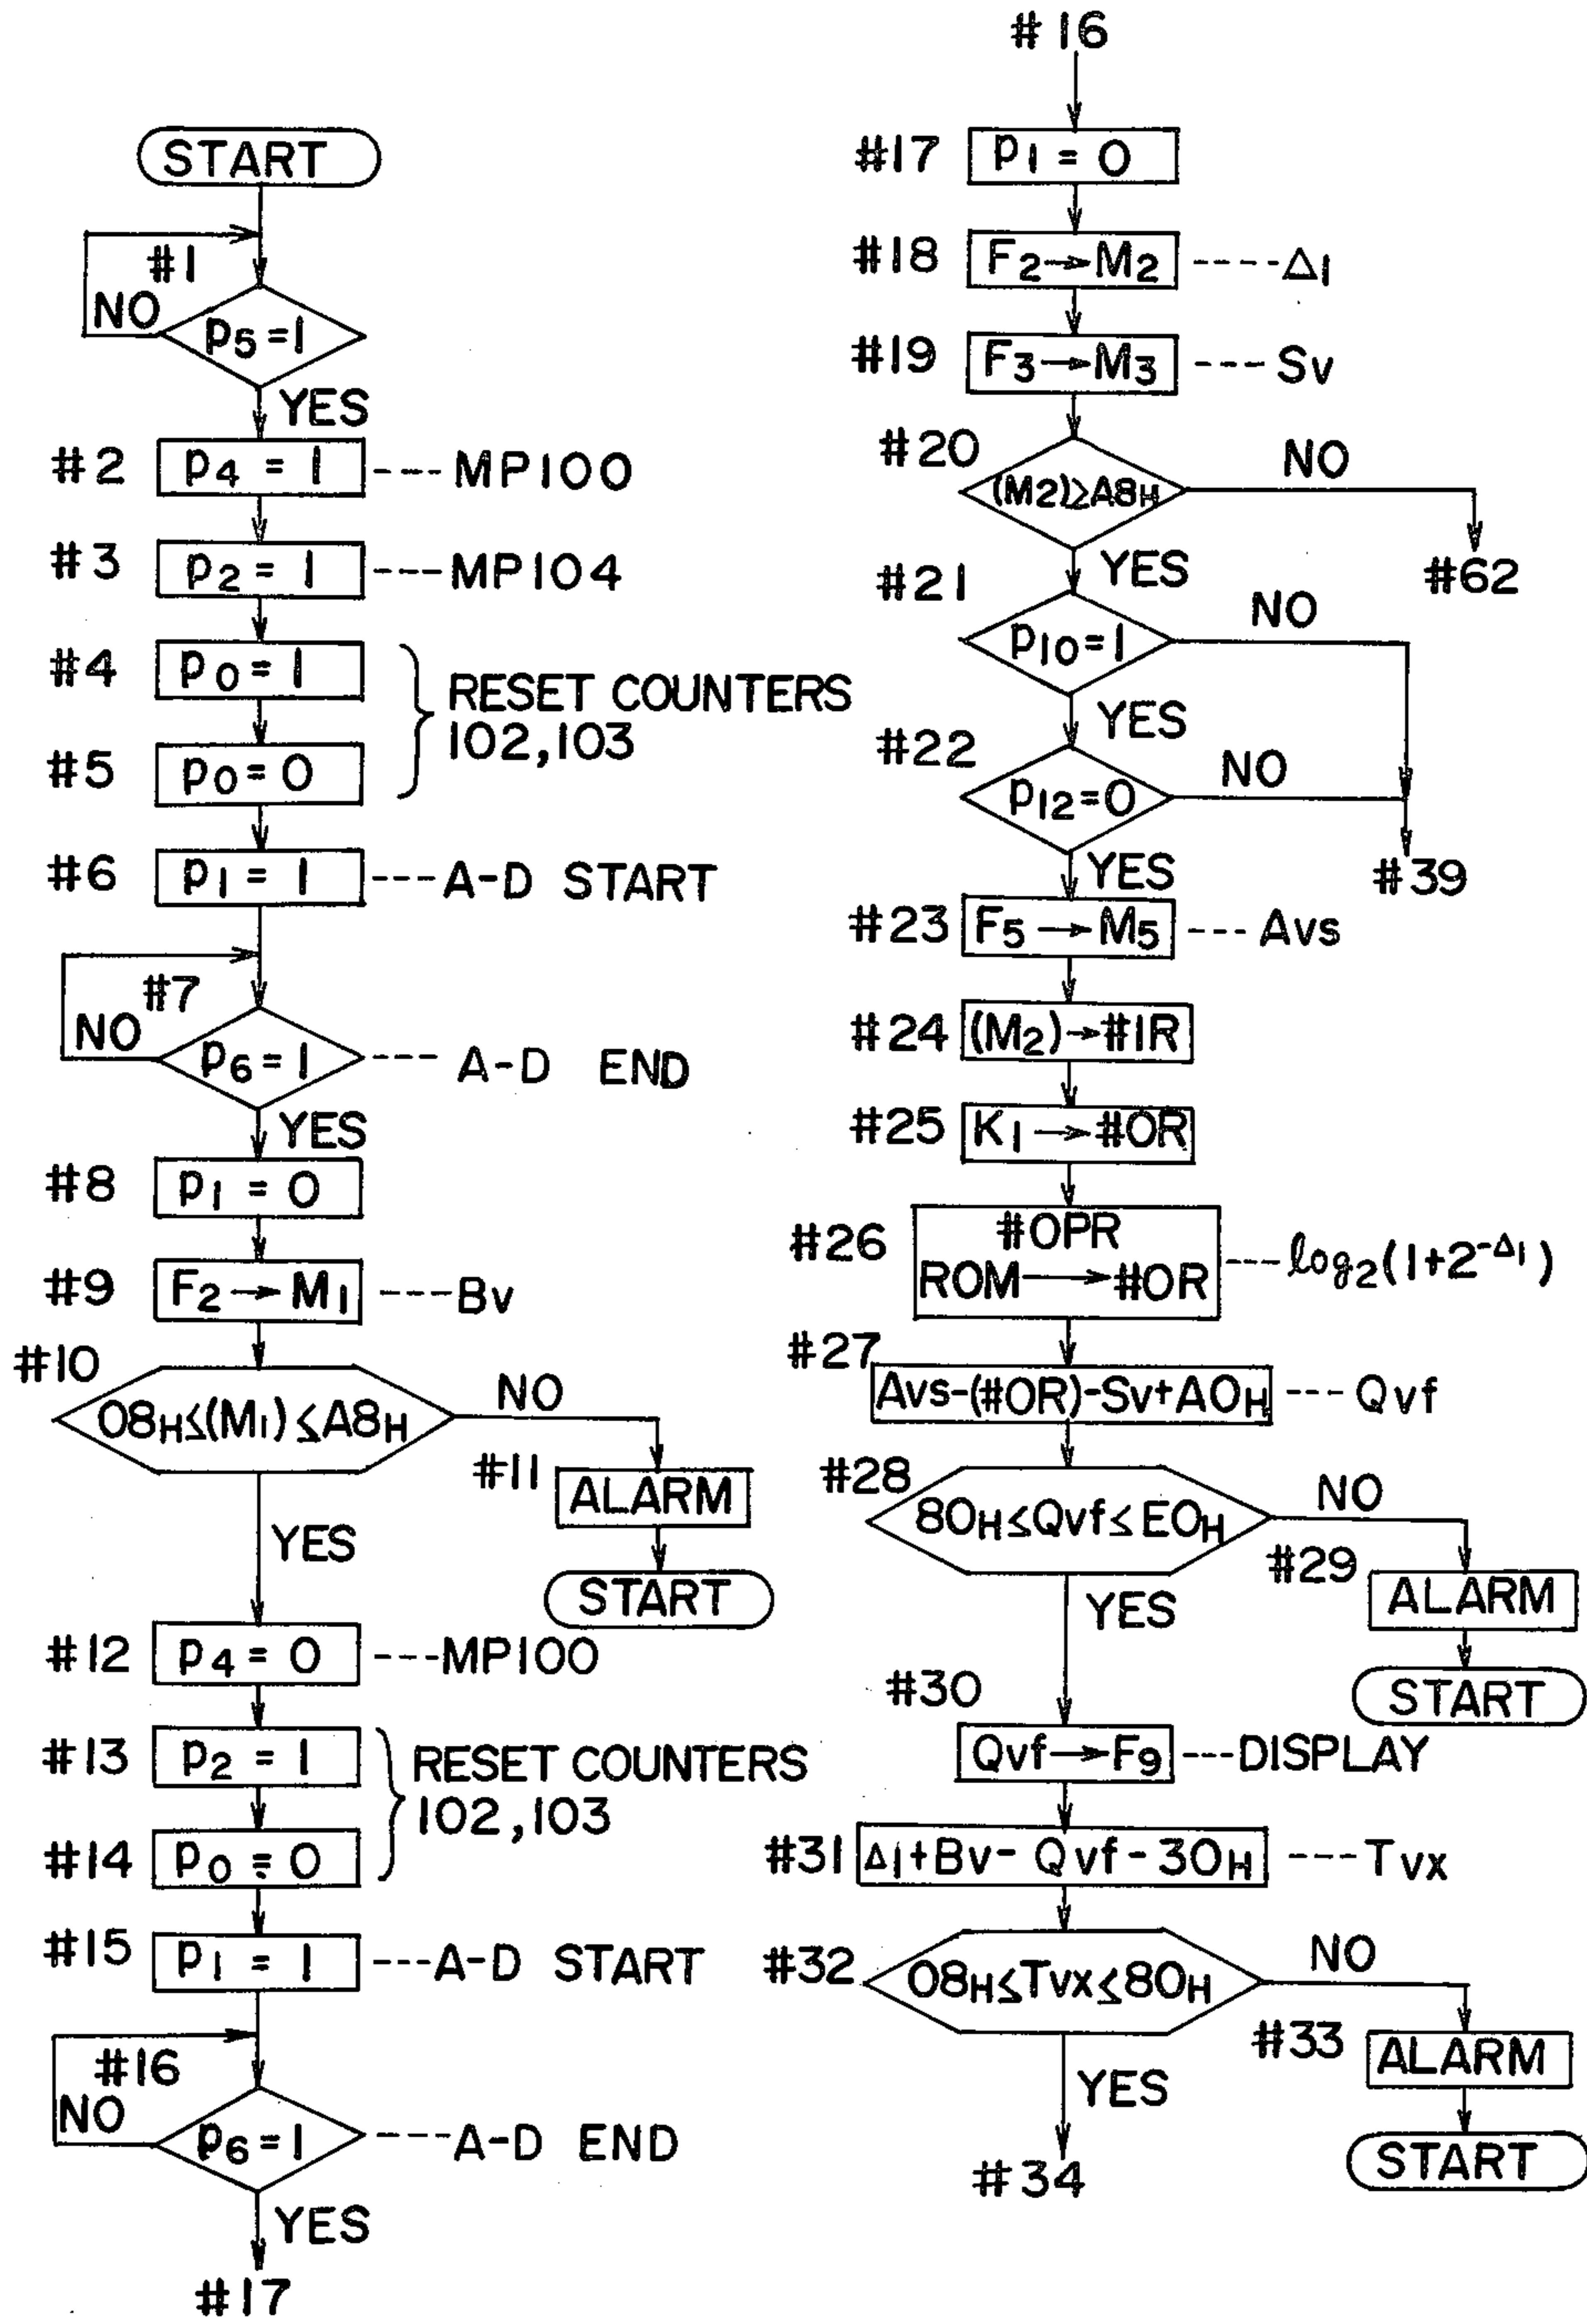 START
#1
NO
p5=1
YES
#2 p4 = 1 --- MP100
#3 p2 = 1 --- MP104
#4 p0 = 1
RESET COUNTERS
102,103
#5 p0=0
#6 p1 = 1 --- A-D START
#7
NO
p6=1 --- A-D END
YES
#8 p1 = 0
#9 F2→M1 --- Bv
#10
08H≤(M1)≤A8H
NO
#11 ALARM
START
YES
#12 p4 = 0 --- MP100
#13 p2 = 1
RESET COUNTERS
102,103
#14 p0 = 0
#15 p1 = 1 --- A-D START
#16
NO
p6=1 --- A-D END
YES
#17
#16
#17 p1 = 0
#18 F2→M2 ---- Δ1
#19 F3→M3 --- Sv
#20
(M2)≥A8H
NO
#62
YES
#21
p10=1
NO
YES
#22
p12=0
NO
#39
YES
#23 F5→M5 --- Avs
#24 (M2)→#1R
#25 K1→#0R
#26
#0PR
ROM→#0R --- log2(1+2^-Δ1)
#27
Avs-(#0R)-Sv+A0H --- Qvf
#28
80H≤Qvf≤E0H
NO
#29 ALARM
START
YES
#30
Qvf→F9 --- DISPLAY
#31 Δ1+Bv-Qvf-30H --- Tvx
#32 08H≤Tvx≤80H
NO
#33 ALARM
START
YES
#34